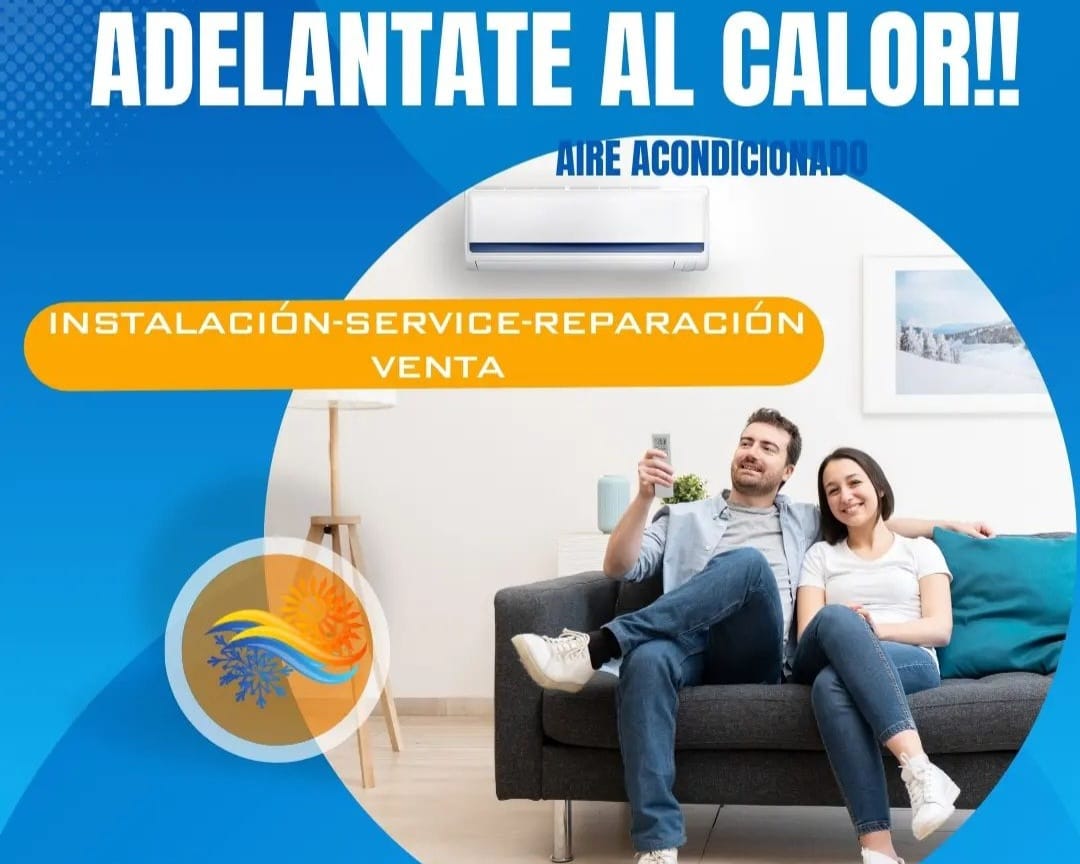 ADELANTATE AL CALOR!!
AIRE ACONDICIONADO
INSTALACIÓN-SERVICE-REPARACIÓN
VENTA